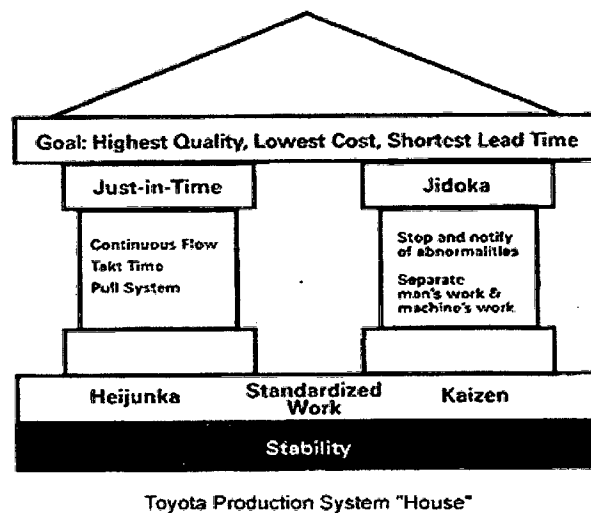 Goal: Highest Quality, Lowest Cost, Shortest Lead Time
Just-in-Time
Continuous Flow
Takt Time
Pull System
Jidoka
Stop and notify
of abnormalities
Separate
man's work &
machine's work
Heijunka
Standardized
Work
Kaizen
Stability
Toyota Production System "House"